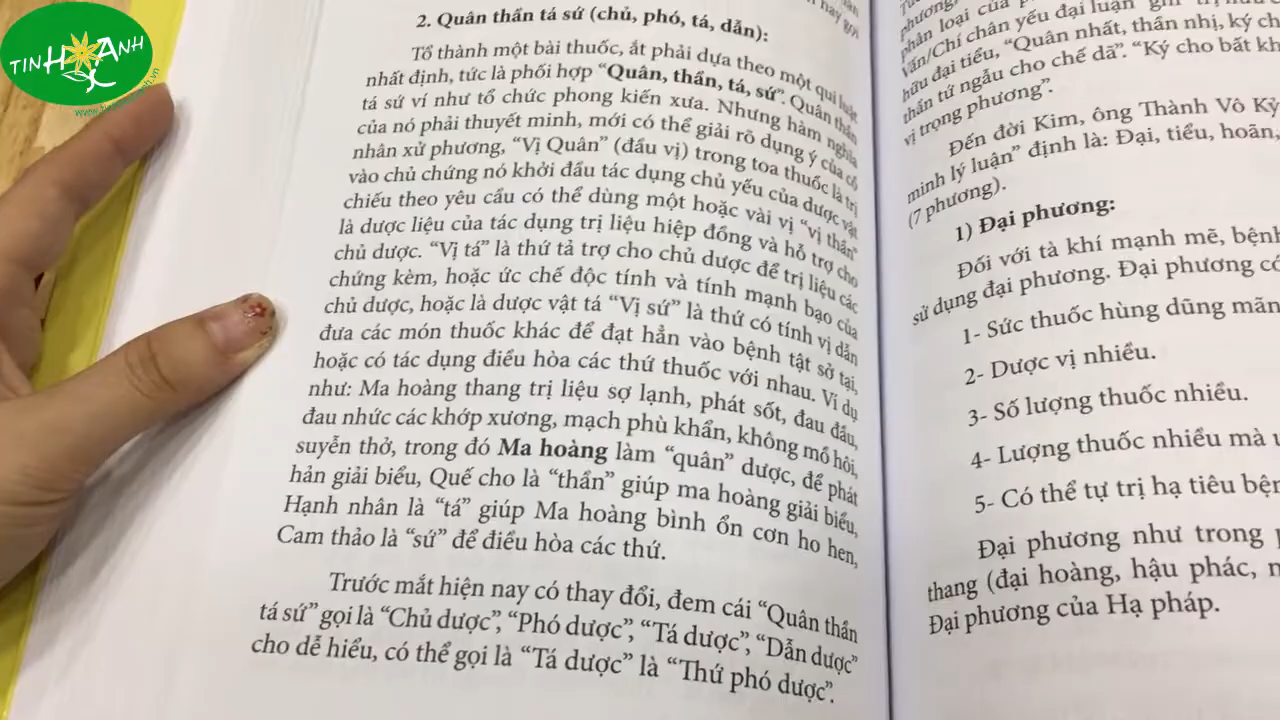 TINH HOA ANH
2. Quân thần tá sứ (chủ, phó, tá, dẫn):
Tổ thành một bài thuốc, ắt phải dựa theo một qui luật
nhất định, tức là phối hợp “Quân, thần, tá, sứ”. Quân thần
tá sứ ví như tổ chức phong kiến xưa. Nhưng hàm nghĩa
của nó phải thuyết minh, mới có thể giải rõ dụng ý của cổ
nhân xử phương, “Vị Quân” (đầu vị) trong toa thuốc là trị
vào chủ chứng nó khởi đầu tác dụng chủ yếu của dược vật
chiếu theo yêu cầu có thể dùng một hoặc vài vị “vị thần”
là dược liệu của tác dụng trị liệu hiệp đồng và hỗ trợ cho
chủ dược. “Vị tá” là thứ tả trợ cho chủ dược để trị liệu các
chứng kèm, hoặc ức chế độc tính và tính mạnh bạo của
chủ dược, hoặc là dược vật tá “Vị sứ” là thứ có tính vị dẫn
đưa các món thuốc khác để đạt hẳn vào bệnh tật sở tại,
hoặc có tác dụng điều hòa các thứ thuốc với nhau. Ví dụ
như: Ma hoàng thang trị liệu sợ lạnh, phát sốt, đau đầu,
đau nhức các khớp xương, mạch phù khẩn, không mồ hôi,
suyễn thở, trong đó Ma hoàng làm “quân” dược, để phát
hản giải biểu, Quế cho là “thần” giúp ma hoàng giải biểu,
Hạnh nhân là “tá” giúp Ma hoàng bình ổn cơn ho hen,
Cam thảo là “sứ” để điều hòa các thứ.
Trước mắt hiện nay có thay đổi, đem cái “Quân thần
tá sứ” gọi là “Chủ dược”, “Phó dược”, “Tá dược”, “Dẫn dược”
cho dễ hiểu, có thể gọi là “Tá dược” là “Thứ phó dược”.
hay gọi
phương,
phân loại của
Vấn/Chí chân yếu đại luận ghi
hữu đại tiểu, “Quân nhất, thần nhị, ký ch
thần tứ ngẫu cho chế dã”. “Ký cho bất kh
vị trọng phương”.
Đến đời Kim, ông Thành Vô Kỷ
minh lý luận” định là: Đại, tiểu, hoãn,
(7 phương).
1) Đại phương:
Đối với tà khí mạnh mẽ, bệnh
sử dụng đại phương. Đại phương có
1- Sức thuốc hùng dũng mãn
2- Dược vị nhiều.
3- Số lượng thuốc nhiều.
4- Lượng thuốc nhiều mà
5- Có thể tự trị hạ tiêu bện
Đại phương như trong
thang (đại hoàng, hậu phác,
Đại phương của Hạ pháp.